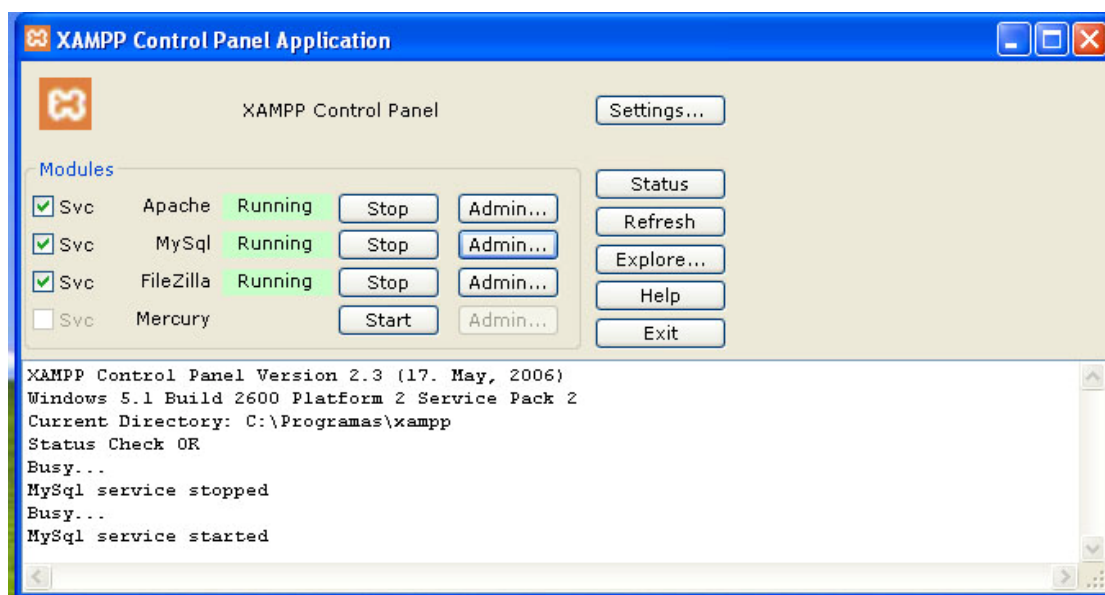 XAMPP Control Panel Application
XAMPP Control Panel
Settings...
Modules
Svc Apache Running Stop Admin...
Svc MySql Running Stop Admin...
Svc FileZilla Running Stop Admin...
Svc Mercury Start Admin...
Status
Refresh
Explore...
Help
Exit
XAMPP Control Panel Version 2.3 (17. May, 2006)
Windows 5.1 Build 2600 Platform 2 Service Pack 2
Current Directory: C:\Programas\xampp
Status Check OK
Busy...
MySql service stopped
Busy...
MySql service started